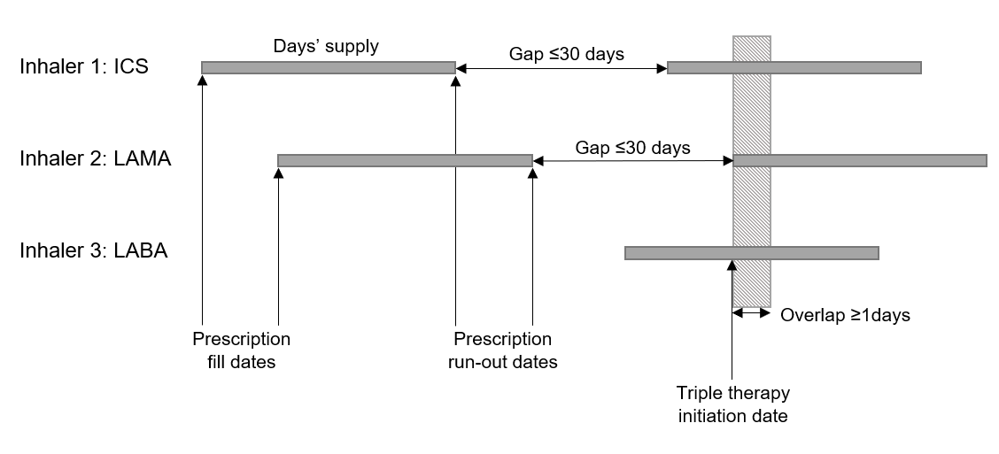 Days’ supply
Gap ≤30 days
Inhaler 1: ICS
Gap ≤30 days
Inhaler 2: LAMA
Inhaler 3: LABA
Overlap ≥1days
Prescription
fill dates
Prescription
run-out dates
Triple therapy
initiation date